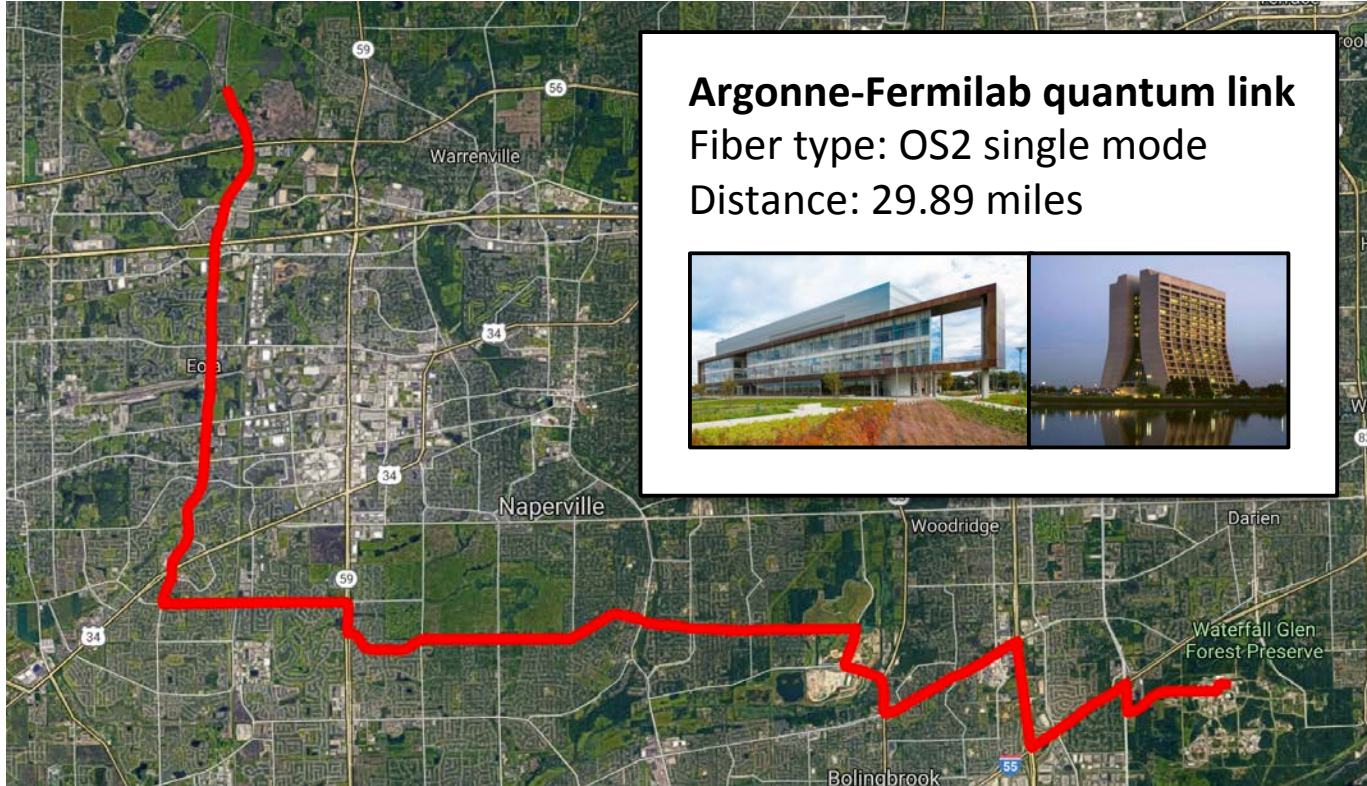 59
56
Warrenville
Argonne-Fermilab quantum link
Fiber type: OS2 single mode
Distance: 29.89 miles
34
34
Naperville
Woodridge
Darien
59
34
Waterfall Glen
Forest Preserve
55
Bolingbrook